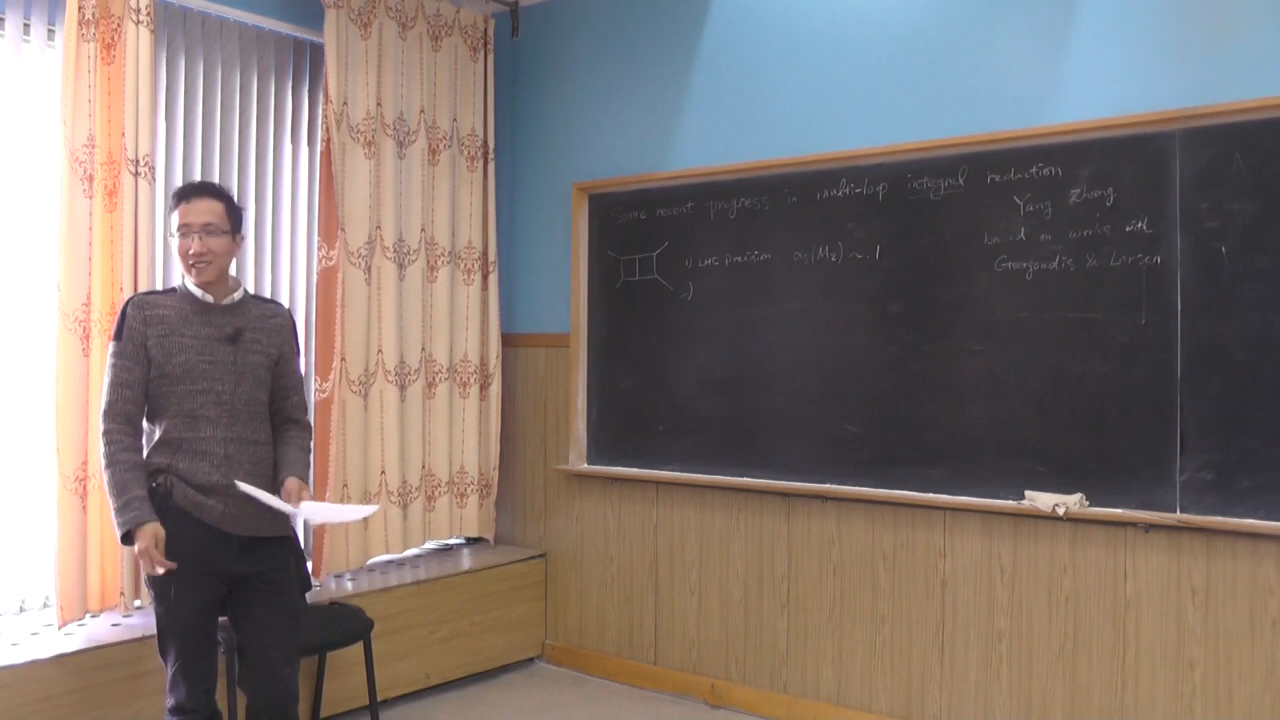 Some recent progress in multi-loop integral reduction
Yang Zhang
based on works with
Georgoudis & Larsen
1) LHC precision αs(Mz) ~ .1
2)